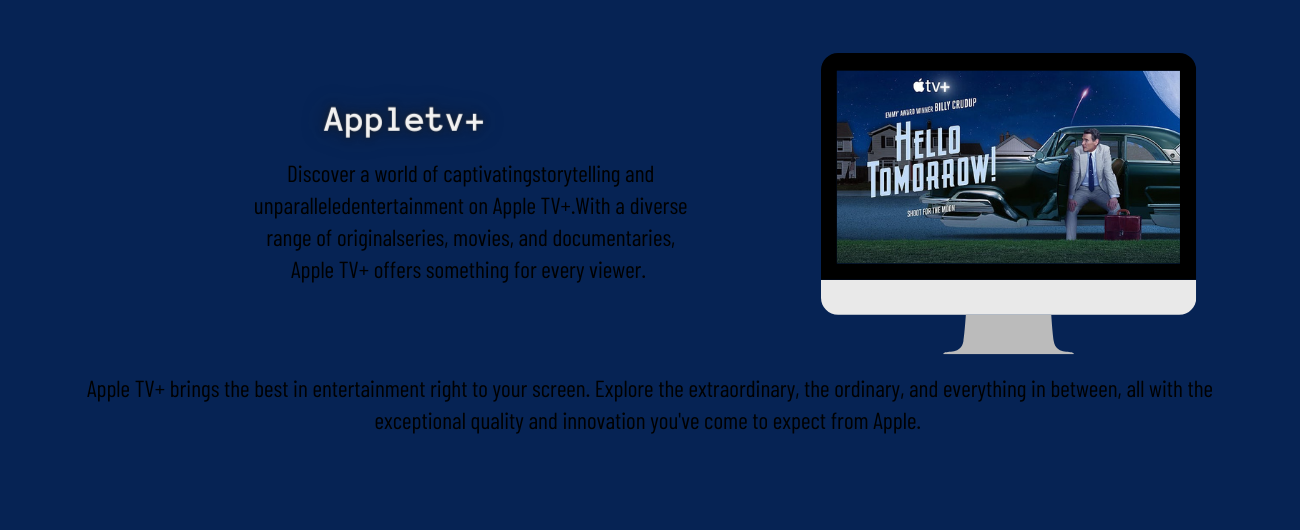 Appletv+
Discover a world of captivatingstorytelling and
unparalleledentertainment on Apple TV+.With a diverse
range of originalseries, movies, and documentaries,
Apple TV+ offers something for every viewer.
tv+
EMMY AWARD WINNER BILLY CRUDUP
HELLO
TOMORROW!
SHOOT FOR THE MOON
Apple TV+ brings the best in entertainment right to your screen. Explore the extraordinary, the ordinary, and everything in between, all with the
exceptional quality and innovation you've come to expect from Apple.